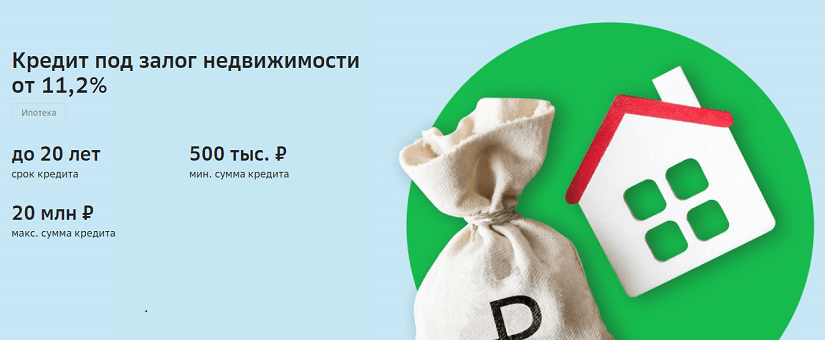 Кредит под залог недвижимости
от 11,2%
Ипотека
до 20 лет
срок кредита
500 тыс. ₽
мин. сумма кредита
20 млн ₽
макс. сумма кредита
₽